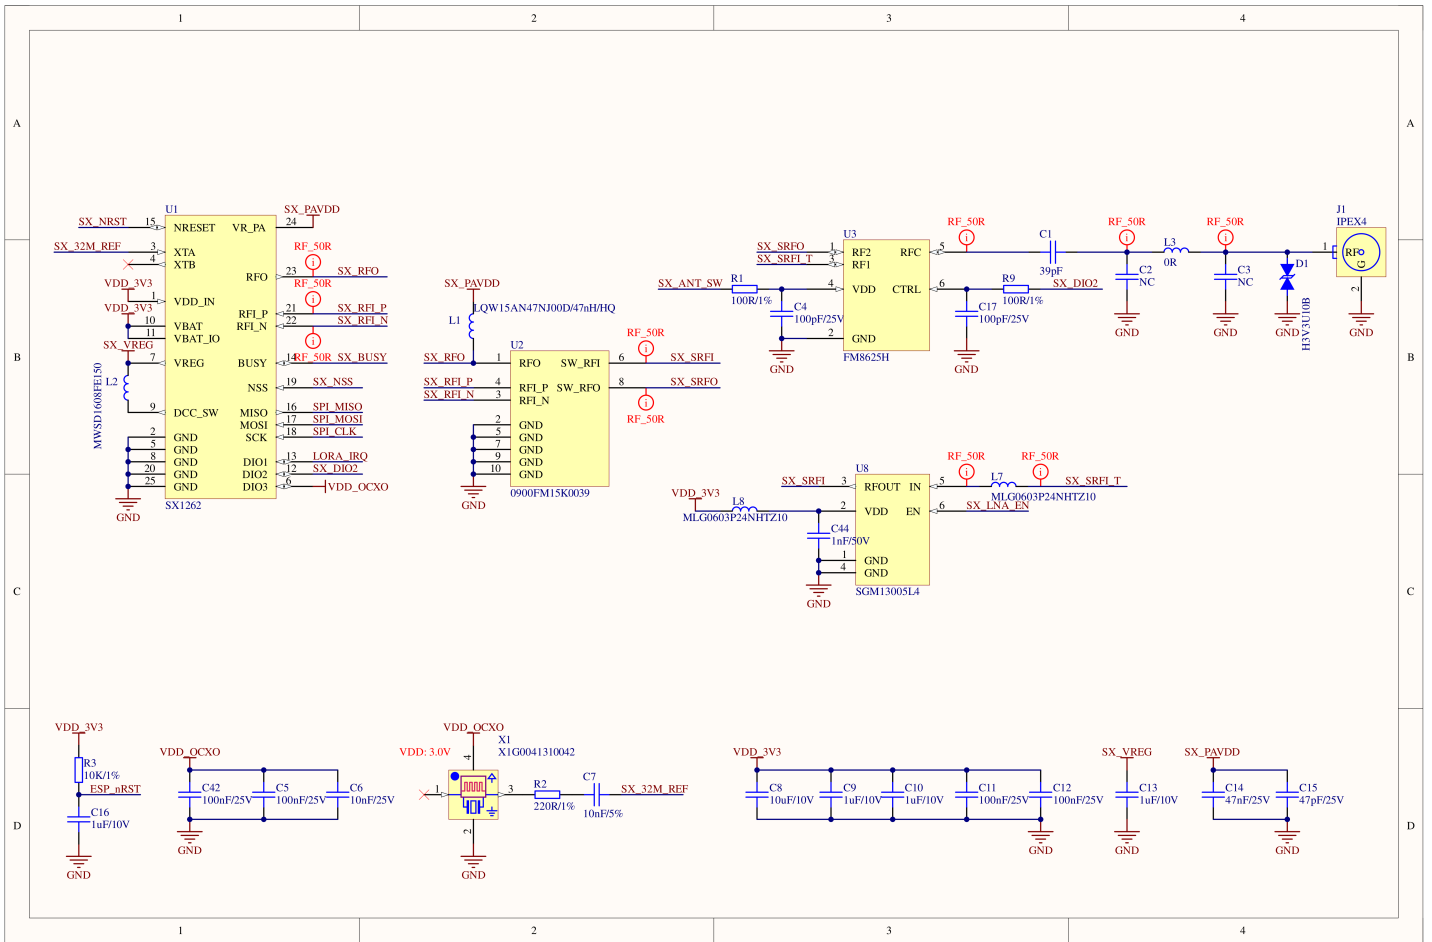 1 2 3 4
A A
B B
C C
D D
1 2 3 4
U1
SX_NRST 15 NRESET
SX_32M_REF 3 XTA
4 XTB
VDD_3V3
1 VDD_IN
VDD_3V3
10 VBAT
11 VBAT_IO
SX_VREG
7 VREG
L2
MWSD1608FE150
9 DCC_SW
2 GND
5 GND
8 GND
20 GND
25 GND
GND
SX_PAVDD
VR_PA 24
RF_50R
i
RFO 23 SX_RFO
RF_50R
i
RFI_P 21 SX_RFI_P
RFI_N 22 SX_RFI_N
i
RF_50R
BUSY 14 SX_BUSY
NSS 19 SX_NSS
MISO 16 SPI_MISO
MOSI 17 SPI_MOSI
SCK 18 SPI_CLK
DIO1 13 LORA_IRQ
DIO2 12 SX_DIO2
DIO3 6 VDD_OCXO
SX1262
SX_PAVDD
LQW15AN47NJ00D/47nH/HQ
L1
U2
SX_RFO 1 RFO
SX_RFI_P 4 RFI_P
SX_RFI_N 3 RFI_N
2 GND
5 GND
7 GND
9 GND
10 GND
GND
RF_50R
i
SW_RFI 6 SX_SRFI
SW_RFO 8 SX_SRFO
i
RF_50R
0900FM15K0039
U3
SX_SRFO 1 RF2
SX_SRFI_T 3 RF1
SX_ANT_SW R1 4 VDD
100R/1%
C4
100pF/25V
2 GND
GND
FM8625H
RF_50R
i
RFC 5
C1
39pF
CTRL 6 R9 SX_DIO2
100R/1%
C17
100pF/25V
GND
RF_50R
i
C2
NC
GND
L3
0R
RF_50R
i
C3
NC
GND
D1
H3V3U10B
GND
J1
IPEX4
1 RF
G
2
GND
U8
SX_SRFI 3 RFOUT
VDD_3V3
L8
MLG0603P24NHTZ10
2 VDD
C44
1nF/50V
1 GND
4 GND
GND
SGM13005L4
RF_50R
i
RF_50R
i
IN 5 L7 SX_SRFI_T
MLG0603P24NHTZ10
EN 6 SX_LNA_EN
VDD_3V3
R3
10K/1%
ESP_nRST
C16
1uF/10V
GND
VDD_OCXO
C42
100nF/25V
C5
100nF/25V
C6
10nF/25V
GND
VDD_OCXO
VDD: 3.0V
X1
X1G0041310042
4
1
3
2
GND
R2
220R/1%
C7
10nF/5%
SX_32M_REF
VDD_3V3
C8
10uF/10V
C9
1uF/10V
C10
1uF/10V
C11
100nF/25V
C12
100nF/25V
GND
SX_VREG
C13
1uF/10V
GND
SX_PAVDD
C14
47nF/25V
C15
47pF/25V
GND